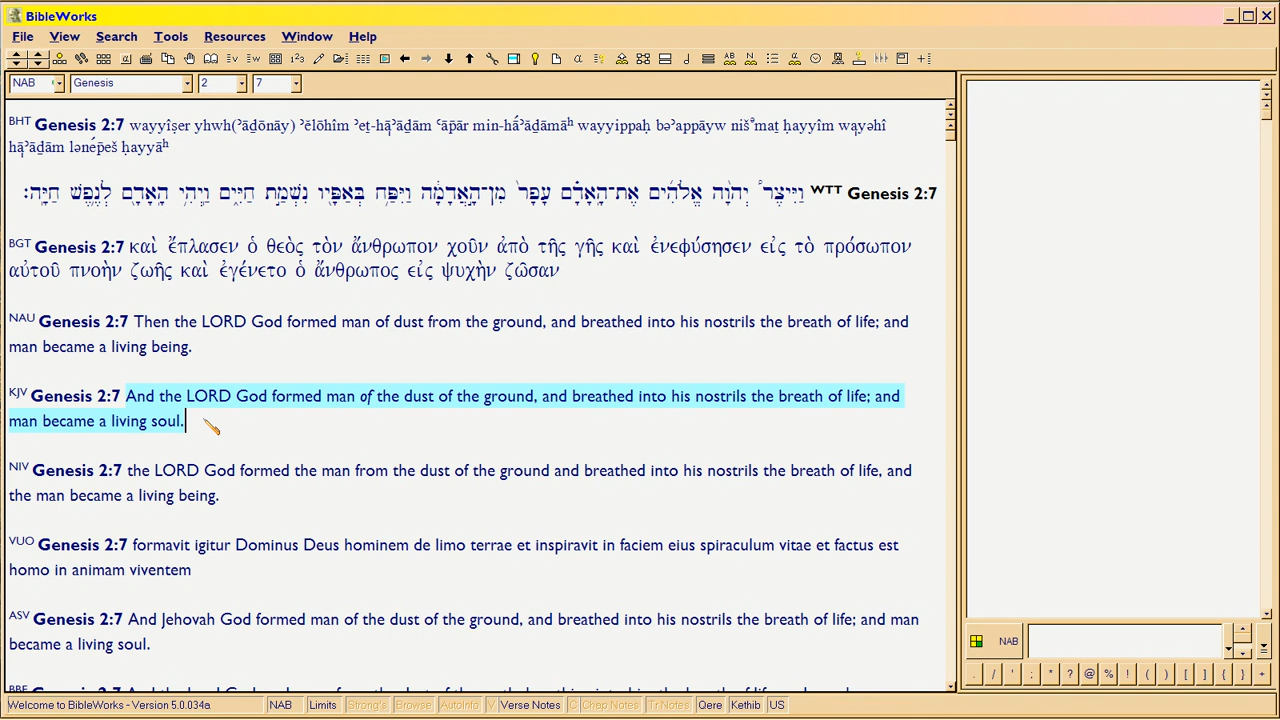 BibleWorks
File View Search Tools Resources Window Help
NAB Genesis 2 7
BHT Genesis 2:7 wayyîṣer yhwh(ʾădōnāy) ʾĕlōhîm ʾet-hāʾādām ʿāpār min-hāʾădāmâ wayyippaḥ bəʾappāyw nišmat ḥayyîm wayəhî
hāʾādām lənepeš ḥayyâ
וַיִּיצֶר֩ יְהוָ֨ה אֱלֹהִ֜ים אֶת־הָֽאָדָ֗ם עָפָר֙ מִן־הָ֣אֲדָמָ֔ה וַיִּפַּ֥ח בְּאַפָּ֖יו נִשְׁמַ֣ת חַיִּ֑ים וַֽיְהִ֥י הָֽאָדָ֖ם לְנֶ֥פֶשׁ חַיָּֽה׃ WTT Genesis 2:7
BGT Genesis 2:7 καὶ ἔπλασεν ὁ θεὸς τὸν ἄνθρωπον χοῦν ἀπὸ τῆς γῆς καὶ ἐνεφύσησεν εἰς τὸ πρόσωπον
αὐτοῦ πνοὴν ζωῆς καὶ ἐγένετο ὁ ἄνθρωπος εἰς ψυχὴν ζῶσαν
NAU Genesis 2:7 Then the LORD God formed man of dust from the ground, and breathed into his nostrils the breath of life; and
man became a living being.
KJV Genesis 2:7 And the LORD God formed man of the dust of the ground, and breathed into his nostrils the breath of life; and
man became a living soul.
NIV Genesis 2:7 the LORD God formed the man from the dust of the ground and breathed into his nostrils the breath of life, and
the man became a living being.
VUO Genesis 2:7 formavit igitur Dominus Deus hominem de limo terrae et inspiravit in faciem eius spiraculum vitae et factus est
homo in animam viventem
ASV Genesis 2:7 And Jehovah God formed man of the dust of the ground, and breathed into his nostrils the breath of life; and man
became a living soul.
NAB
. / ' ; * ? @ % ! ( ) [ ] { } +
Welcome to BibleWorks - Version 5.0.034a NAB Limits Strong's Browse AutoInfo V Verse Notes C Chap Notes Tr.Notes Qere Kethib US